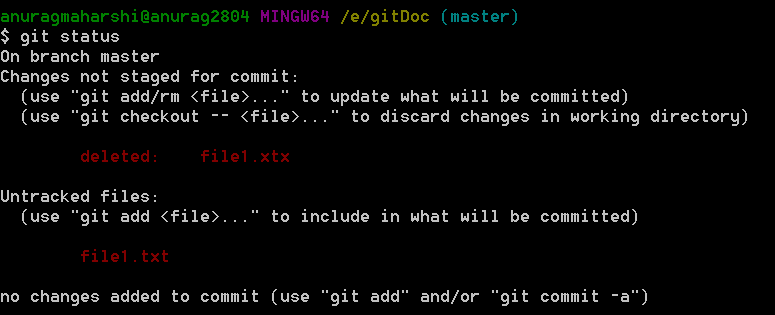 anuragmaharshi@anurag2804 MINGW64 /e/gitDoc (master)
$ git status
On branch master
Changes not staged for commit:
  (use "git add/rm <file>..." to update what will be committed)
  (use "git checkout -- <file>..." to discard changes in working directory)
        deleted:    file1.xtx
Untracked files:
  (use "git add <file>..." to include in what will be committed)
        file1.txt
no changes added to commit (use "git add" and/or "git commit -a")